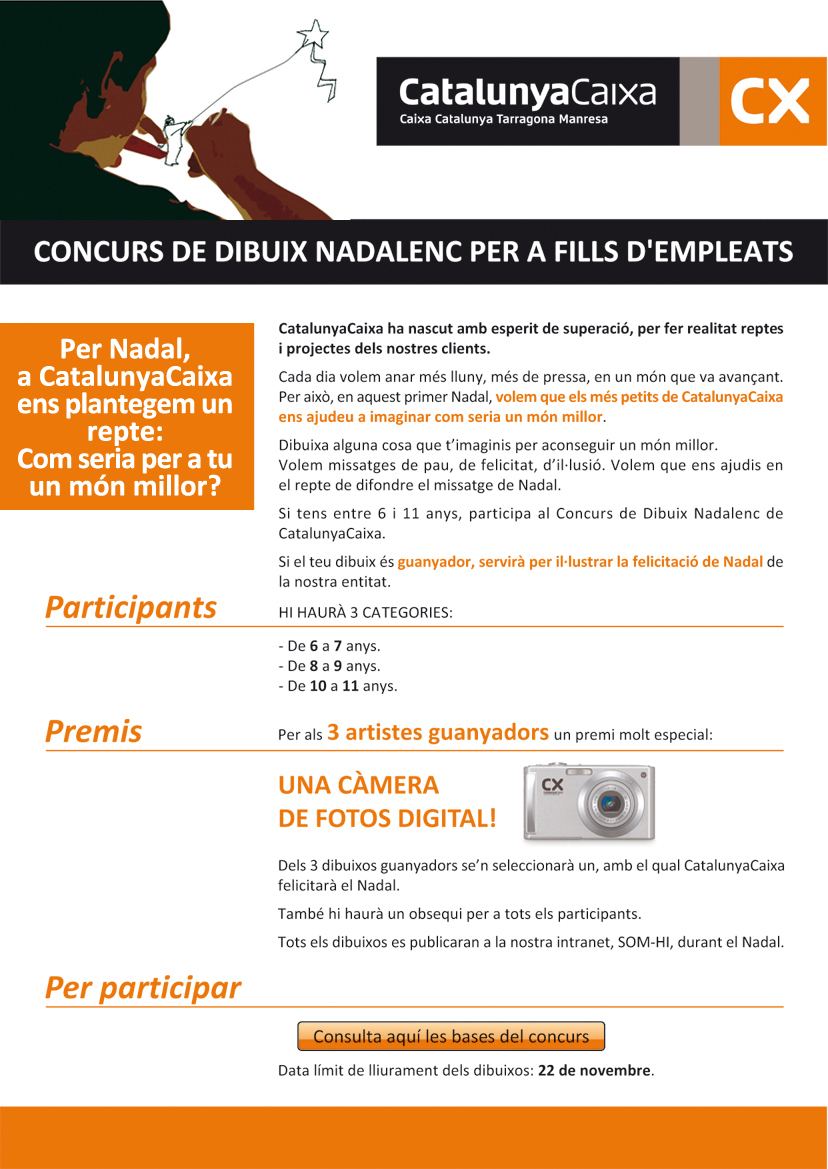 CatalunyaCaixa
Caixa Catalunya Tarragona Manresa
CX
CONCURS DE DIBUIX NADALENC PER A FILLS D'EMPLEATS
Per Nadal,
a CatalunyaCaixa
ens plantegem un
repte:
Com seria per a tu
un món millor?
CatalunyaCaixa ha nascut amb esperit de superació, per fer realitat reptes
i projectes dels nostres clients.
Cada dia volem anar més lluny, més de pressa, en un món que va avançant.
Per això, en aquest primer Nadal, volem que els més petits de CatalunyaCaixa
ens ajudeu a imaginar com seria un món millor.
Dibuixa alguna cosa que t’imaginis per aconseguir un món millor.
Volem missatges de pau, de felicitat, d’il·lusió. Volem que ens ajudis en
el repte de difondre el missatge de Nadal.
Si tens entre 6 i 11 anys, participa al Concurs de Dibuix Nadalenc de
CatalunyaCaixa.
Si el teu dibuix és guanyador, servirà per il·lustrar la felicitació de Nadal de
la nostra entitat.
Participants
HI HAURÀ 3 CATEGORIES:
- De 6 a 7 anys.
- De 8 a 9 anys.
- De 10 a 11 anys.
Premis
Per als 3 artistes guanyadors un premi molt especial:
UNA CÀMERA
DE FOTOS DIGITAL!
CX
Dels 3 dibuixos guanyadors se’n seleccionarà un, amb el qual CatalunyaCaixa
felicitarà el Nadal.
També hi haurà un obsequi per a tots els participants.
Tots els dibuixos es publicaran a la nostra intranet, SOM-HI, durant el Nadal.
Per participar
Consulta aquí les bases del concurs
Data límit de lliurament dels dibuixos: 22 de novembre.